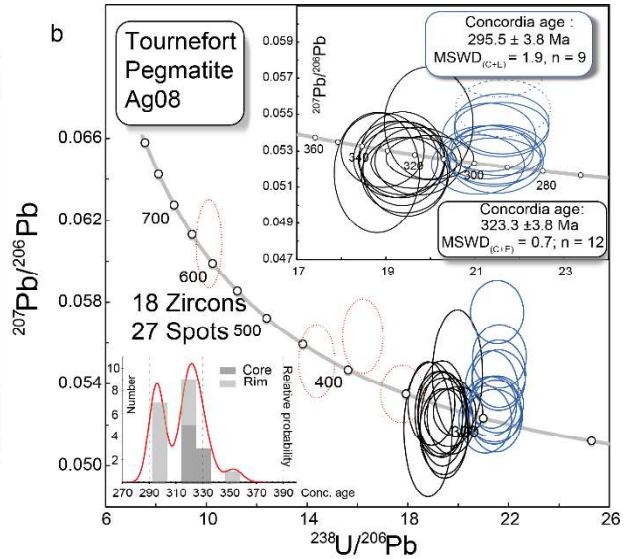 b
Tournefort
Pegmatite
Ag08
Concordia age :
295.5 ± 3.8 Ma
MSWD(C+E) = 1.9, n = 9
207Pb/206Pb
0.059
0.057
0.055
0.053
0.051
0.049
0.047
360
340
320
300
280
Concordia age:
323.3 ±3.8 Ma
MSWD(C+E) = 0.7; n = 12
17
19
21
23
207Pb/206Pb
0.066
0.062
0.058
0.054
0.050
700
600
500
400
300
18 Zircons
27 Spots
Number
10
8
6
4
2
Core
Rim
Relative probability
270
290
310
330
350
370
390
Conc. age
6
10
14
18
22
26
238U/206Pb